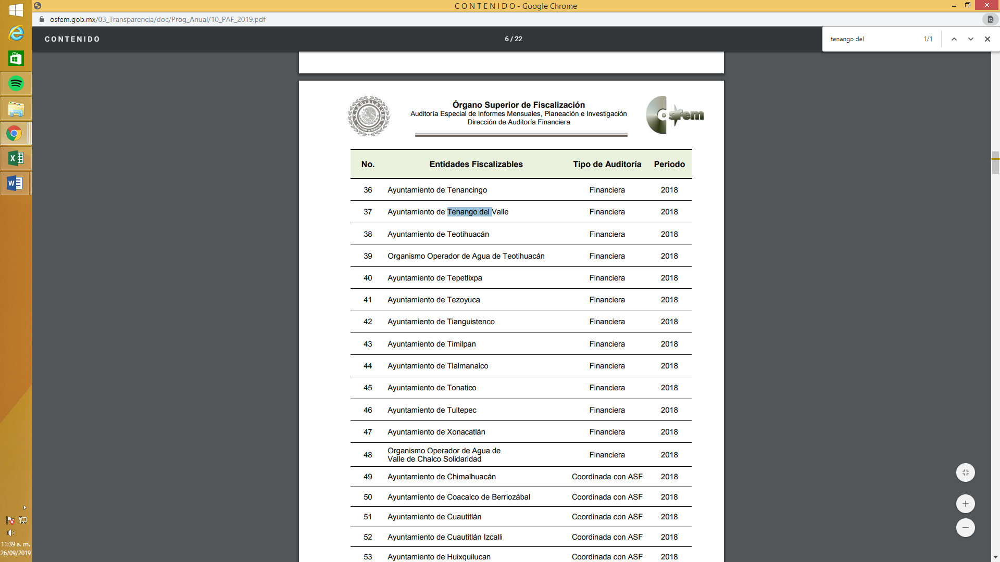 C O N T E N I D O - Google Chrome
osfem.gob.mx/03_Transparencia/doc/Prog_Anual/10_PAF_2019.pdf
C O N T E N I D O
6 / 22
tenango del
1/1
Órgano Superior de Fiscalización
Auditoría Especial de Informes Mensuales, Planeación e Investigación
Dirección de Auditoría Financiera
LX LEGISLATURA
ESTADO DE MÉXICO
osfem
No. Entidades Fiscalizables Tipo de Auditoría Periodo
36 Ayuntamiento de Tenancingo Financiera 2018
37 Ayuntamiento de Tenango del Valle Financiera 2018
38 Ayuntamiento de Teotihuacán Financiera 2018
39 Organismo Operador de Agua de Teotihuacán Financiera 2018
40 Ayuntamiento de Tepetlixpa Financiera 2018
41 Ayuntamiento de Tezoyuca Financiera 2018
42 Ayuntamiento de Tianguistenco Financiera 2018
43 Ayuntamiento de Timilpan Financiera 2018
44 Ayuntamiento de Tlalmanalco Financiera 2018
45 Ayuntamiento de Tonatico Financiera 2018
46 Ayuntamiento de Tultepec Financiera 2018
47 Ayuntamiento de Xonacatlán Financiera 2018
48 Organismo Operador de Agua de
Valle de Chalco Solidaridad Financiera 2018
49 Ayuntamiento de Chimalhuacán Coordinada con ASF 2018
50 Ayuntamiento de Coacalco de Berriozábal Coordinada con ASF 2018
51 Ayuntamiento de Cuautitlán Coordinada con ASF 2018
52 Ayuntamiento de Cuautitlán Izcalli Coordinada con ASF 2018
53 Ayuntamiento de Huixquilucan Coordinada con ASF 2018
11:39 a. m.
26/09/2019